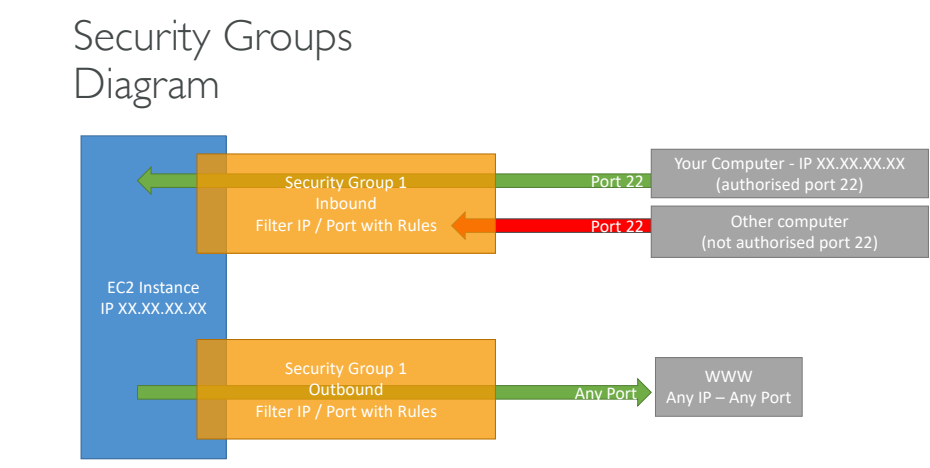 Security Groups
Diagram
Your Computer - IP XX.XX.XX.XX
(authorised port 22)
Port 22
Security Group 1
Inbound
Filter IP / Port with Rules
Port 22
Other computer
(not authorised port 22)
EC2 Instance
IP XX.XX.XX.XX
Security Group 1
Outbound
Filter IP / Port with Rules
Any Port
WWW
Any IP – Any Port